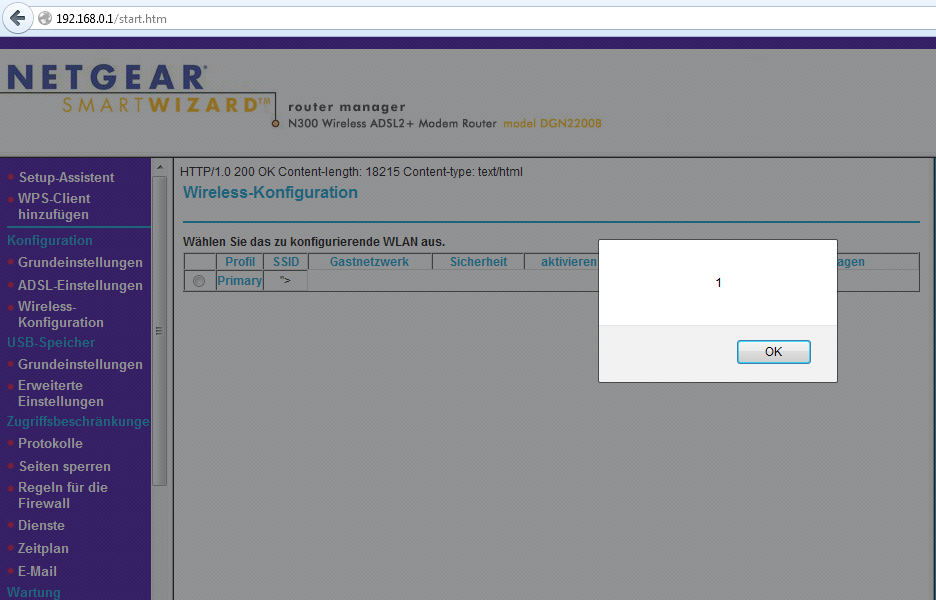 192.168.0.1/start.htm
NETGEAR®
SMARTWIZARD™
router manager
N300 Wireless ADSL2+ Modem Router model DGN2200B
Setup-Assistent
WPS-Client
hinzufügen
Konfiguration
Grundeinstellungen
ADSL-Einstellungen
Wireless-
Konfiguration
USB-Speicher
Grundeinstellungen
Erweiterte
Einstellungen
Zugriffsbeschränkunge
Protokolle
Seiten sperren
Regeln für die
Firewall
Dienste
Zeitplan
E-Mail
Wartung
HTTP/1.0 200 OK Content-length: 18215 Content-type: text/html
Wireless-Konfiguration
Wählen Sie das zu konfigurierende WLAN aus.
Profil SSID Gastnetzwerk Sicherheit aktivieren agen
Primary ">
1
OK